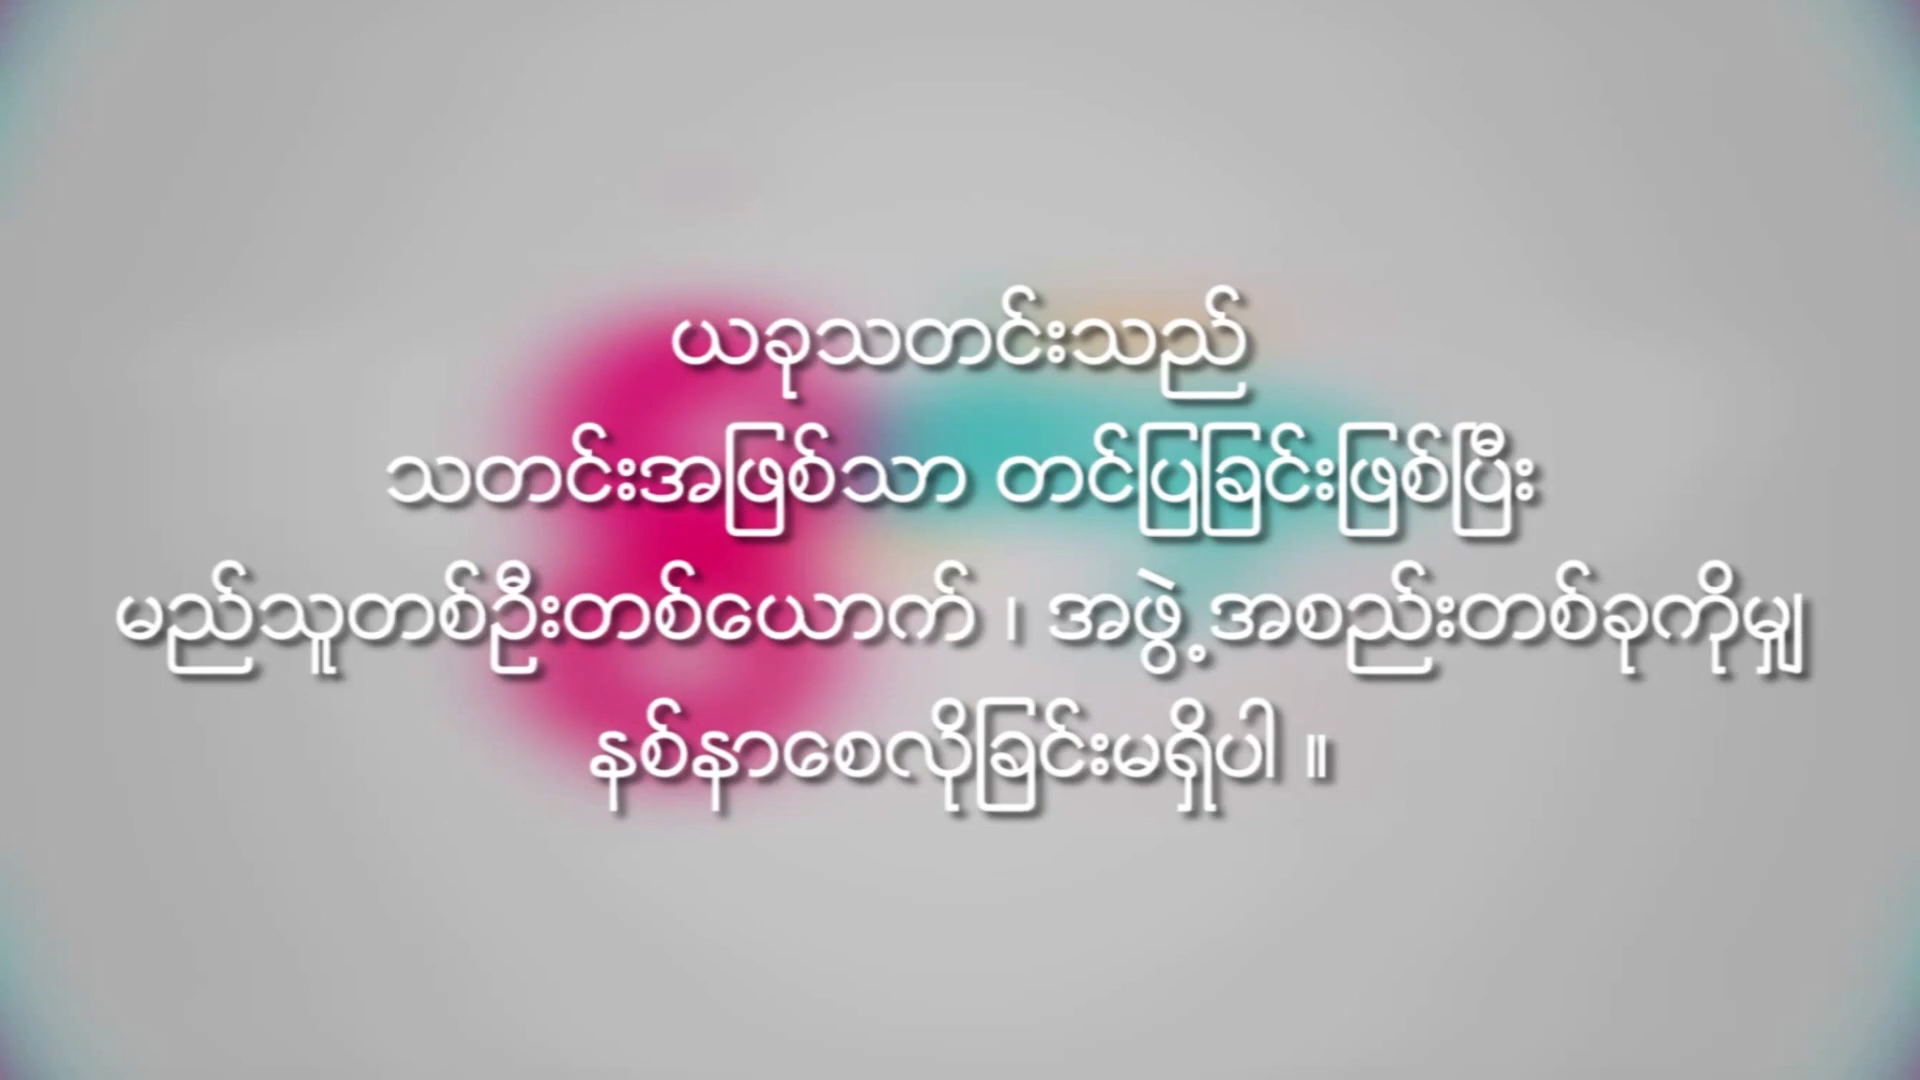 ယခုသတင်းသည်
သတင်းအဖြစ်သာ တင်ပြခြင်းဖြစ်ပြီး
မည်သူတစ်ဦးတစ်ယောက် ၊ အဖွဲ့အစည်းတစ်ခုကိုမျှ
နစ်နာစေလိုခြင်းမရှိပါ ။